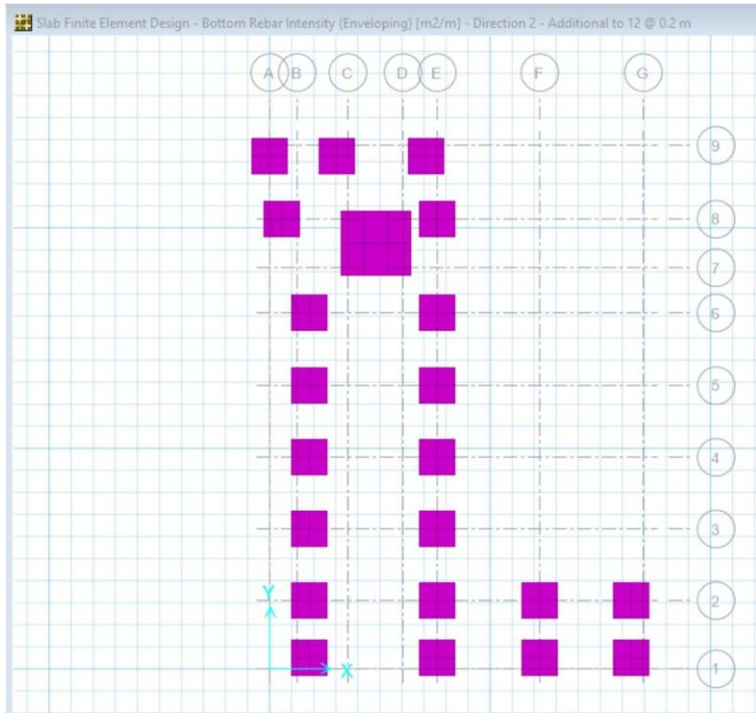 Slab Finite Element Design - Bottom Rebar Intensity (Enveloping) [m2/m] - Direction 2 - Additional to 12 @ 0.2 m
A B C D E F G
9
8
7
6
5
4
3
2
Y
1
X